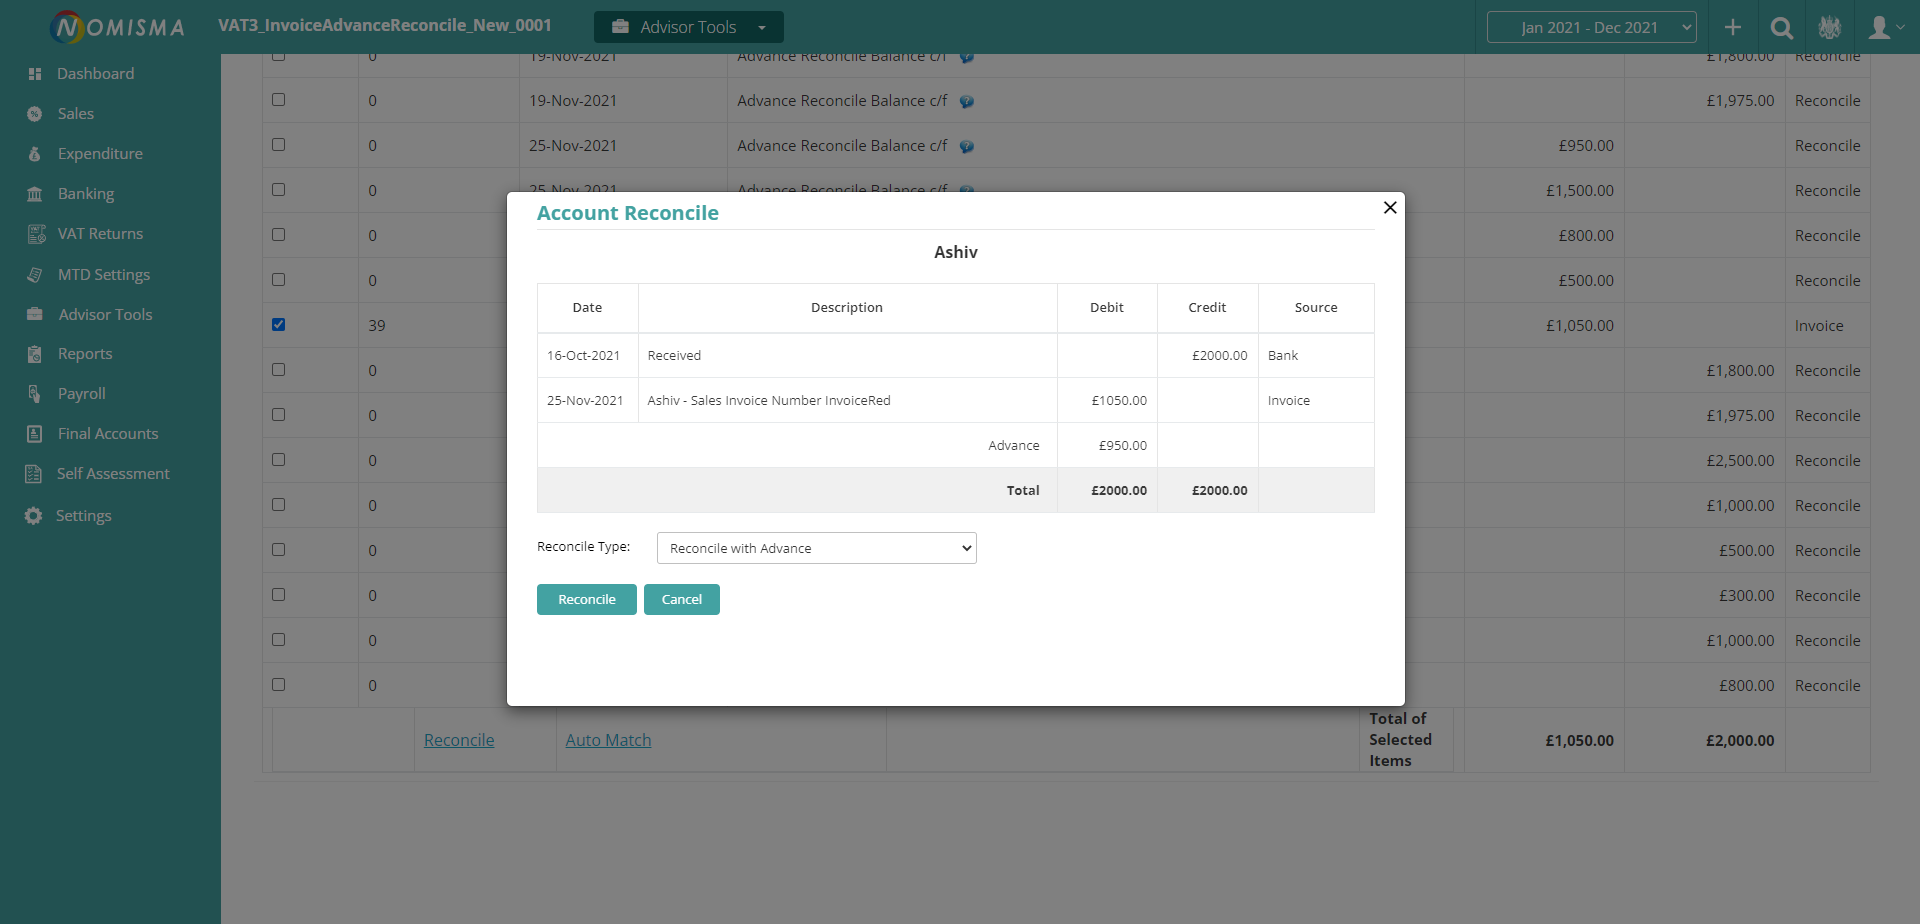 NOMISMA VAT3_InvoiceAdvanceReconcile_New_0001 Advisor Tools Jan 2021 - Dec 2021
Dashboard
Sales
Expenditure
Banking
VAT Returns
MTD Settings
Advisor Tools
Reports
Payroll
Final Accounts
Self Assessment
Settings
0 19-Nov-2021 Advance Reconcile Balance c/f £1,800.00 Reconcile
0 19-Nov-2021 Advance Reconcile Balance c/f £1,975.00 Reconcile
0 25-Nov-2021 Advance Reconcile Balance c/f £950.00 Reconcile
0 25-Nov-2021 Advance Reconcile Balance c/f £1,500.00 Reconcile
0 £800.00 Reconcile
0 £500.00 Reconcile
39 £1,050.00 Invoice
0 £1,800.00 Reconcile
0 £1,975.00 Reconcile
0 £2,500.00 Reconcile
0 £1,000.00 Reconcile
0 £500.00 Reconcile
0 £300.00 Reconcile
0 £1,000.00 Reconcile
0 £800.00 Reconcile
Reconcile Auto Match Total of Selected Items £1,050.00 £2,000.00
Account Reconcile
Ashiv
Date Description Debit Credit Source
16-Oct-2021 Received £2000.00 Bank
25-Nov-2021 Ashiv - Sales Invoice Number InvoiceRed £1050.00 Invoice
Advance £950.00
Total £2000.00 £2000.00
Reconcile Type: Reconcile with Advance
Reconcile Cancel